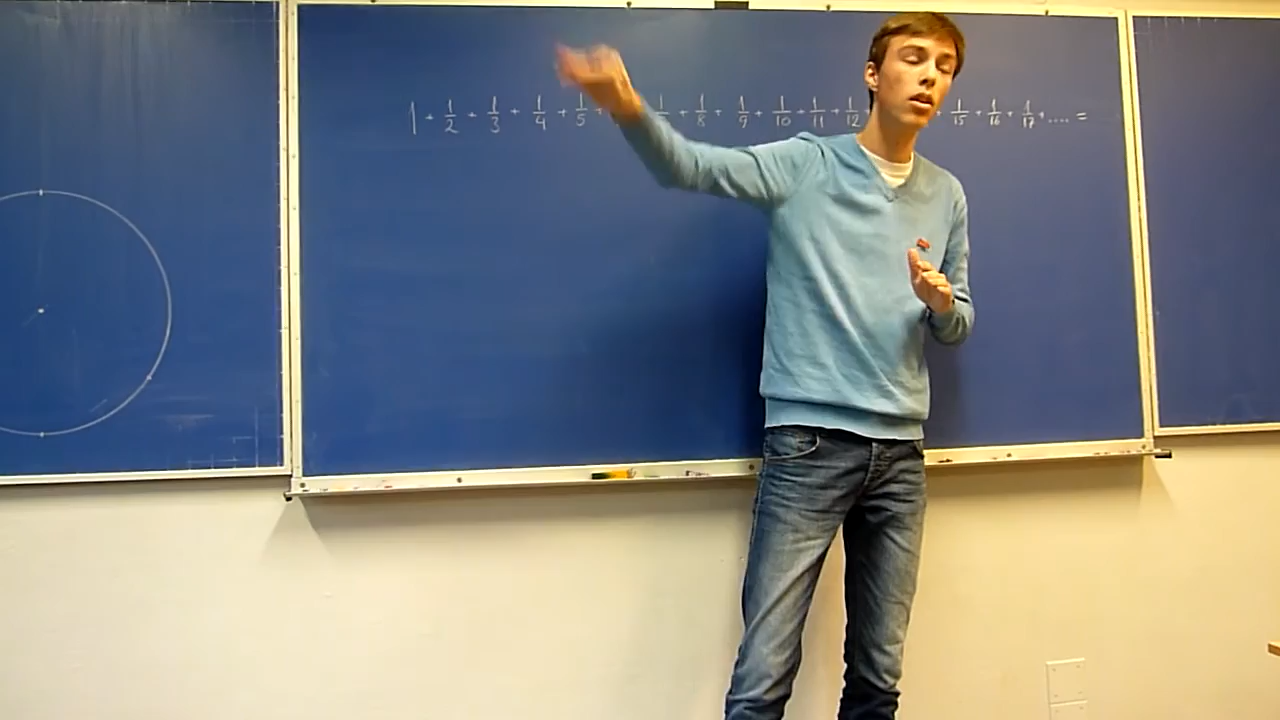 1 + 1/2 + 1/3 + 1/4 + 1/5 + 1/8 + 1/9 + 1/10 + 1/11 + 1/12 + + 1/15 + 1/16 + 1/17 + .... =